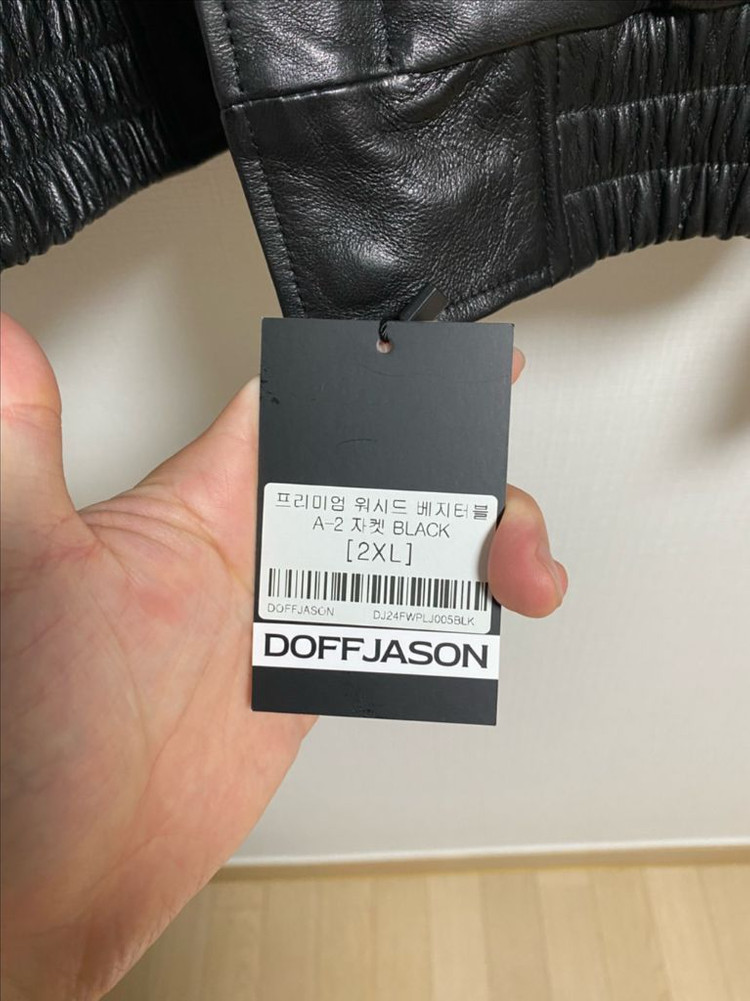 프리미엄 워시드 베지터블
A-2 자켓 BLACK
[2XL]
DOFFJASON DJ24FWPLJ005BLK
DOFFJASON